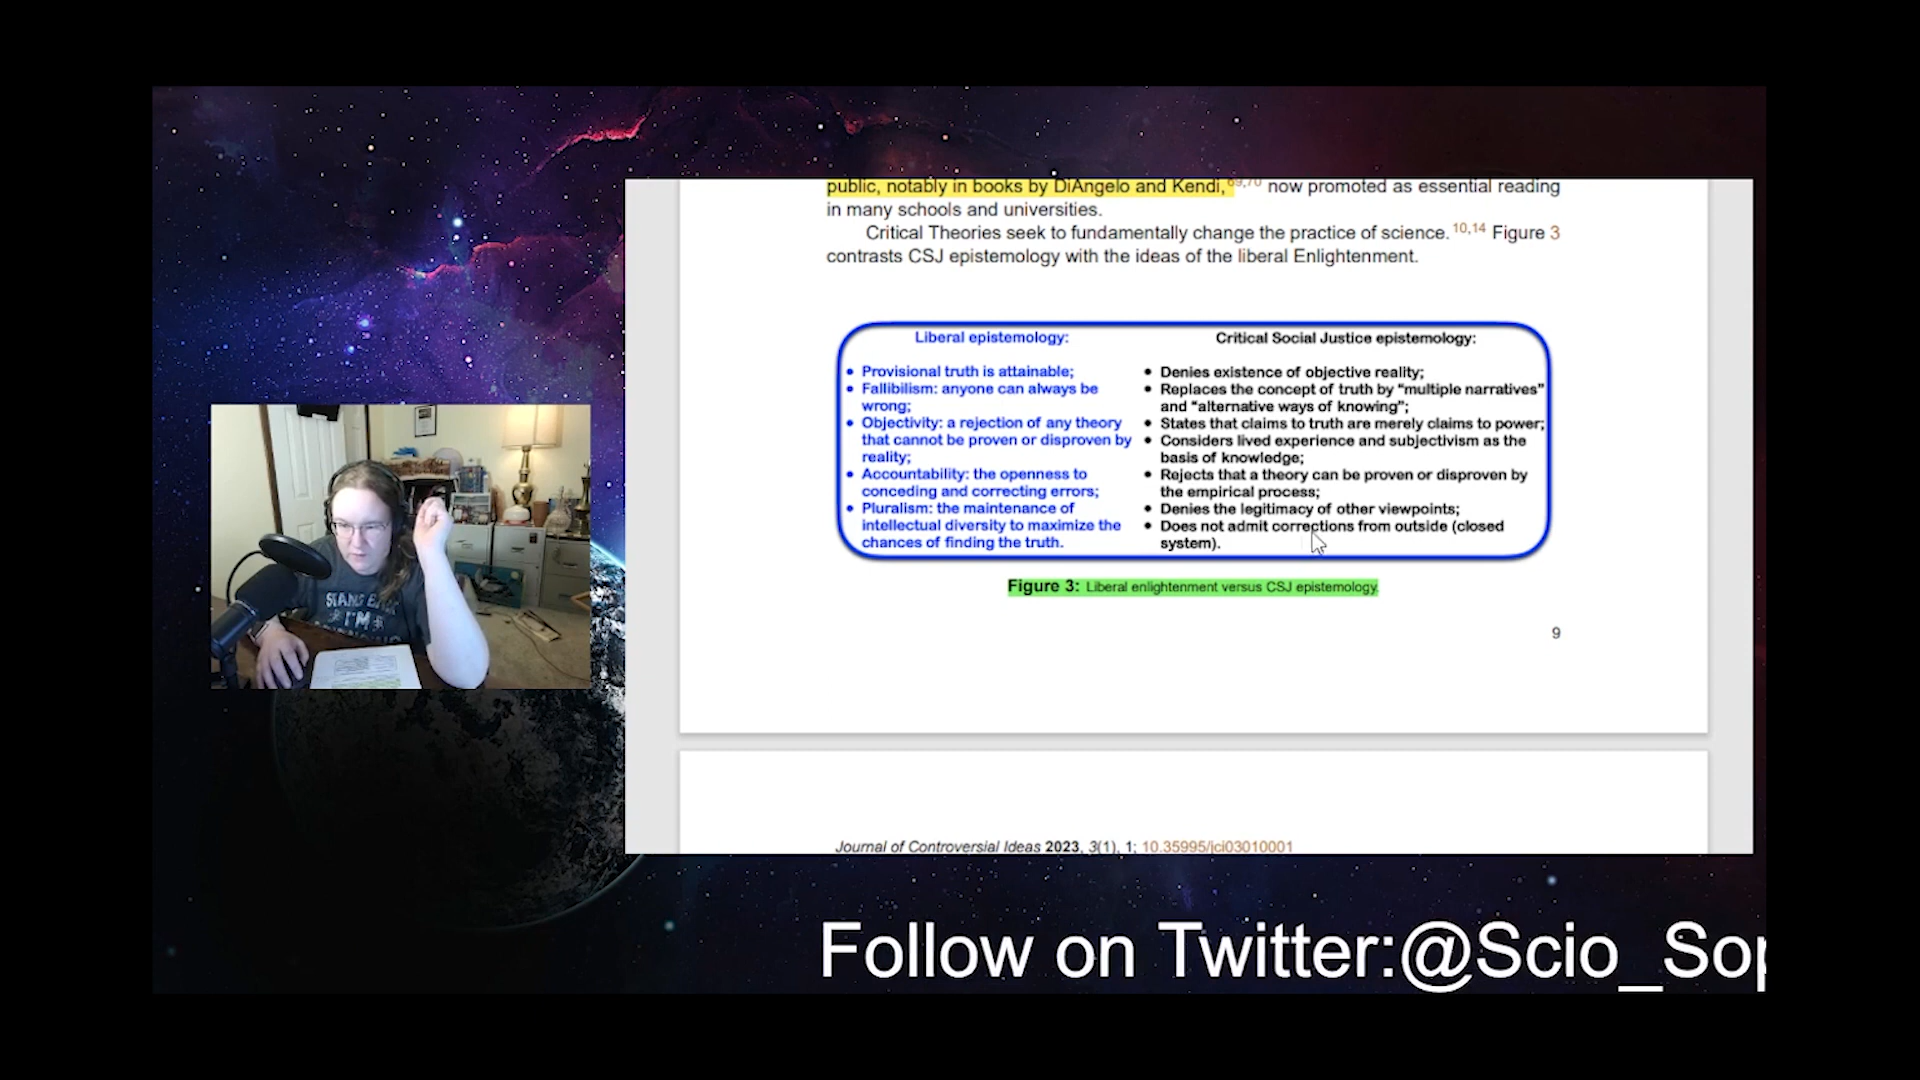 public, notably in books by DiAngelo and Kendi,69,70 now promoted as essential reading
in many schools and universities.
Critical Theories seek to fundamentally change the practice of science.10,14 Figure 3
contrasts CSJ epistemology with the ideas of the liberal Enlightenment.
Liberal epistemology:
• Provisional truth is attainable;
• Fallibilism: anyone can always be
wrong;
• Objectivity: a rejection of any theory
that cannot be proven or disproven by
reality;
• Accountability: the openness to
conceding and correcting errors;
• Pluralism: the maintenance of
intellectual diversity to maximize the
chances of finding the truth.
Critical Social Justice epistemology:
• Denies existence of objective reality;
• Replaces the concept of truth by “multiple narratives”
and “alternative ways of knowing”;
• States that claims to truth are merely claims to power;
• Considers lived experience and subjectivism as the
basis of knowledge;
• Rejects that a theory can be proven or disproven by
the empirical process;
• Denies the legitimacy of other viewpoints;
• Does not admit corrections from outside (closed
system).
Figure 3: Liberal enlightenment versus CSJ epistemology.
9
Journal of Controversial Ideas 2023, 3(1), 1; 10.35995/jci03010001
I'M
Follow on Twitter:@Scio_Sop